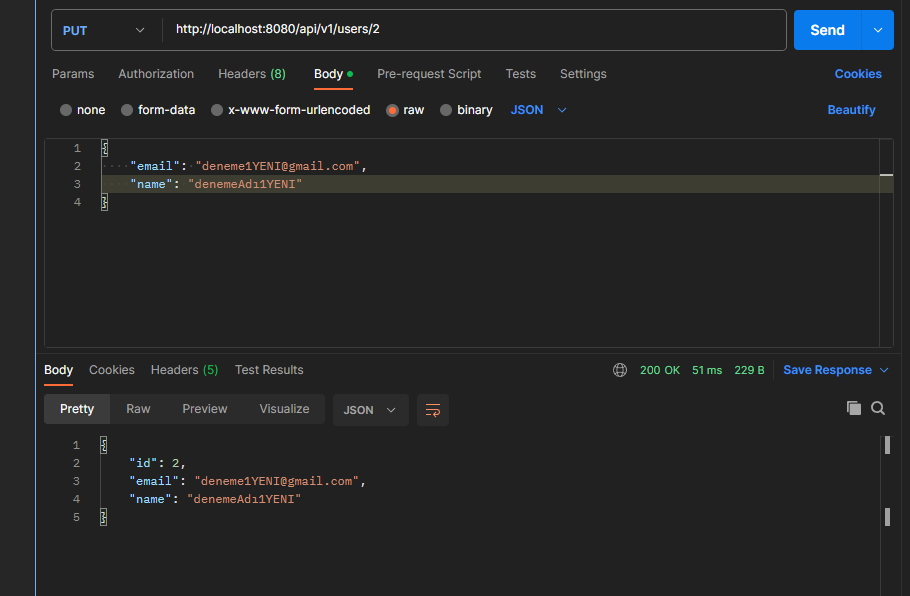 PUT http://localhost:8080/api/v1/users/2 Send
Params Authorization Headers (8) Body Pre-request Script Tests Settings Cookies
none form-data x-www-form-urlencoded raw binary JSON Beautify
1 {
2 "email": "deneme1YENI@gmail.com",
3 "name": "denemeAdı1YENI"
4 }
Body Cookies Headers (5) Test Results 200 OK 51 ms 229 B Save Response
Pretty Raw Preview Visualize JSON
1 {
2 "id": 2,
3 "email": "deneme1YENI@gmail.com",
4 "name": "denemeAdı1YENI"
5 }